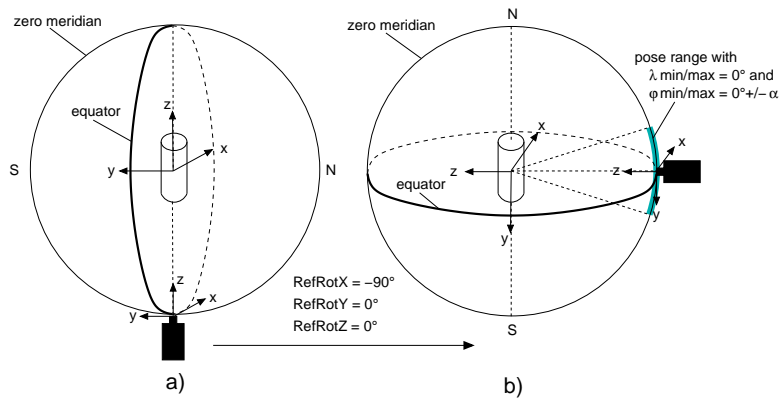 zero meridian
equator
z
x
y
S
N
z
x
y
a)
RefRotX = −90°
RefRotY = 0°
RefRotZ = 0°
N
zero meridian
pose range with
λ min/max = 0° and
φ min/max = 0°+/− α
x
z
y
equator
x
z
y
S
b)